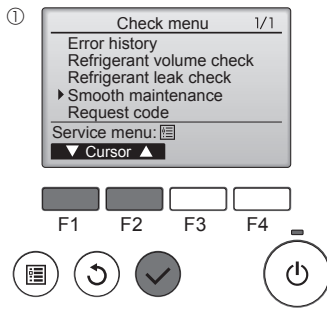 ①
Check menu 1/1
Error history
Refrigerant volume check
Refrigerant leak check
Smooth maintenance
Request code
Service menu:
▼ Cursor ▲
F1 F2 F3 F4